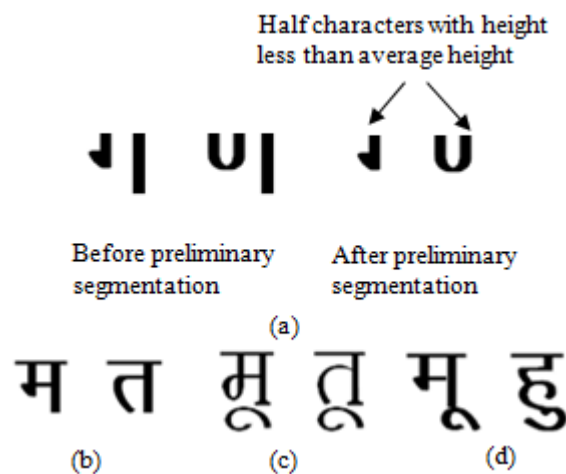 Half characters with height
less than average height
ग ण
Before preliminary
segmentation
After preliminary
segmentation
(a)
म त मू तू मू हु
(b) (c) (d)